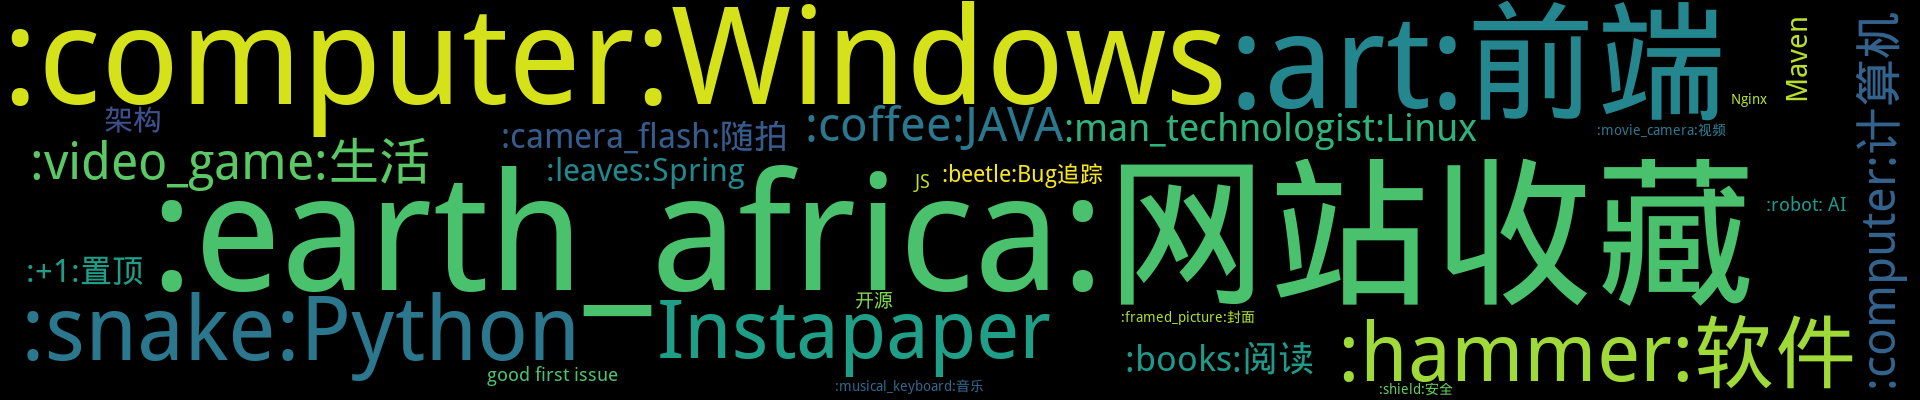 :computer:Windows
:art:前端
Nginx
Maven
:computer:计算机
架构
:camera_flash:随拍
:coffee:JAVA
:man_technologist:Linux
:movie_camera:视频
:video_game:生活
:leaves:Spring
JS
:beetle:Bug追踪
:earth_africa:网站收藏
:robot: AI
:+1:置顶
:snake:Python
Instapaper
开源
:framed_picture:封面
:books:阅读
:hammer:软件
good first issue
:musical_keyboard:音乐
:shield:安全